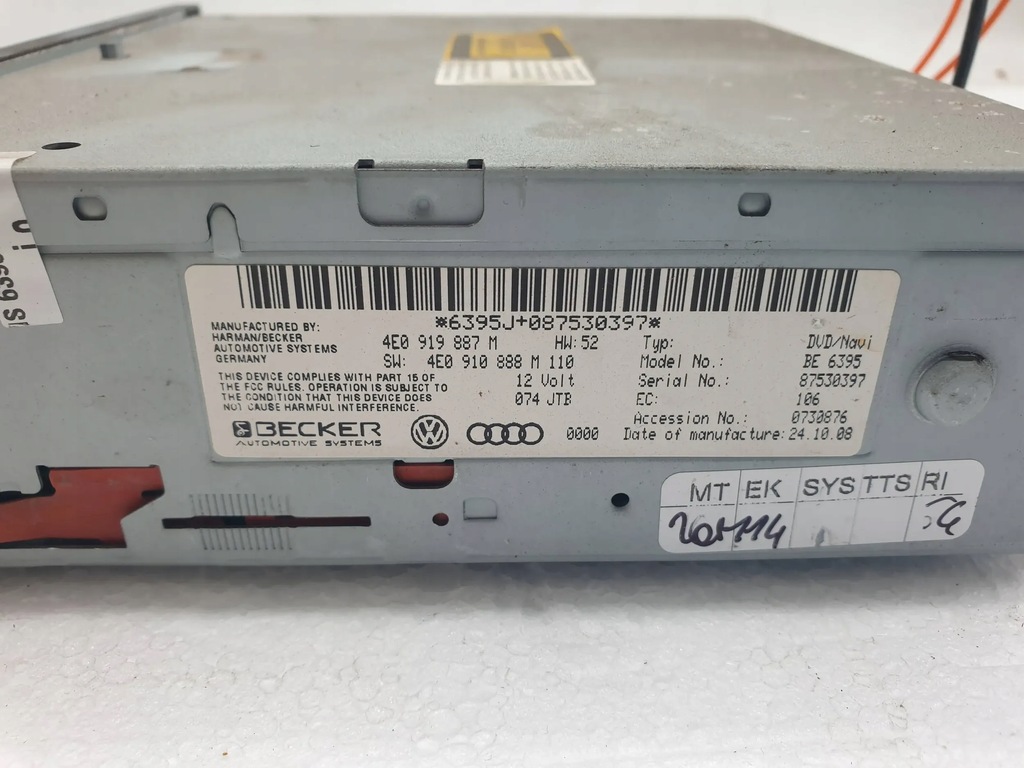 *6395J+087530397*
MANUFACTURED BY:
HARMAN/BECKER
AUTOMOTIVE SYSTEMS
GERMANY
THIS DEVICE COMPLIES WITH PART 15 OF
THE FCC RULES. OPERATION IS SUBJECT TO
THE CONDITION THAT THIS DEVICE DOES
NOT CAUSE HARMFUL INTERFERENCE.
4E0 919 887 M HW:52
SW: 4E0 910 888 M 110
12 Volt
074 JTB
Typ: DVD/Navi
Model No.: BE 6395
Serial No.: 87530397
EC: 106
Accession No.: 0730876
BECKER
AUTOMOTIVE SYSTEMS
0000 Date of manufacture: 24.10.08
MT EK SYS TTS RI